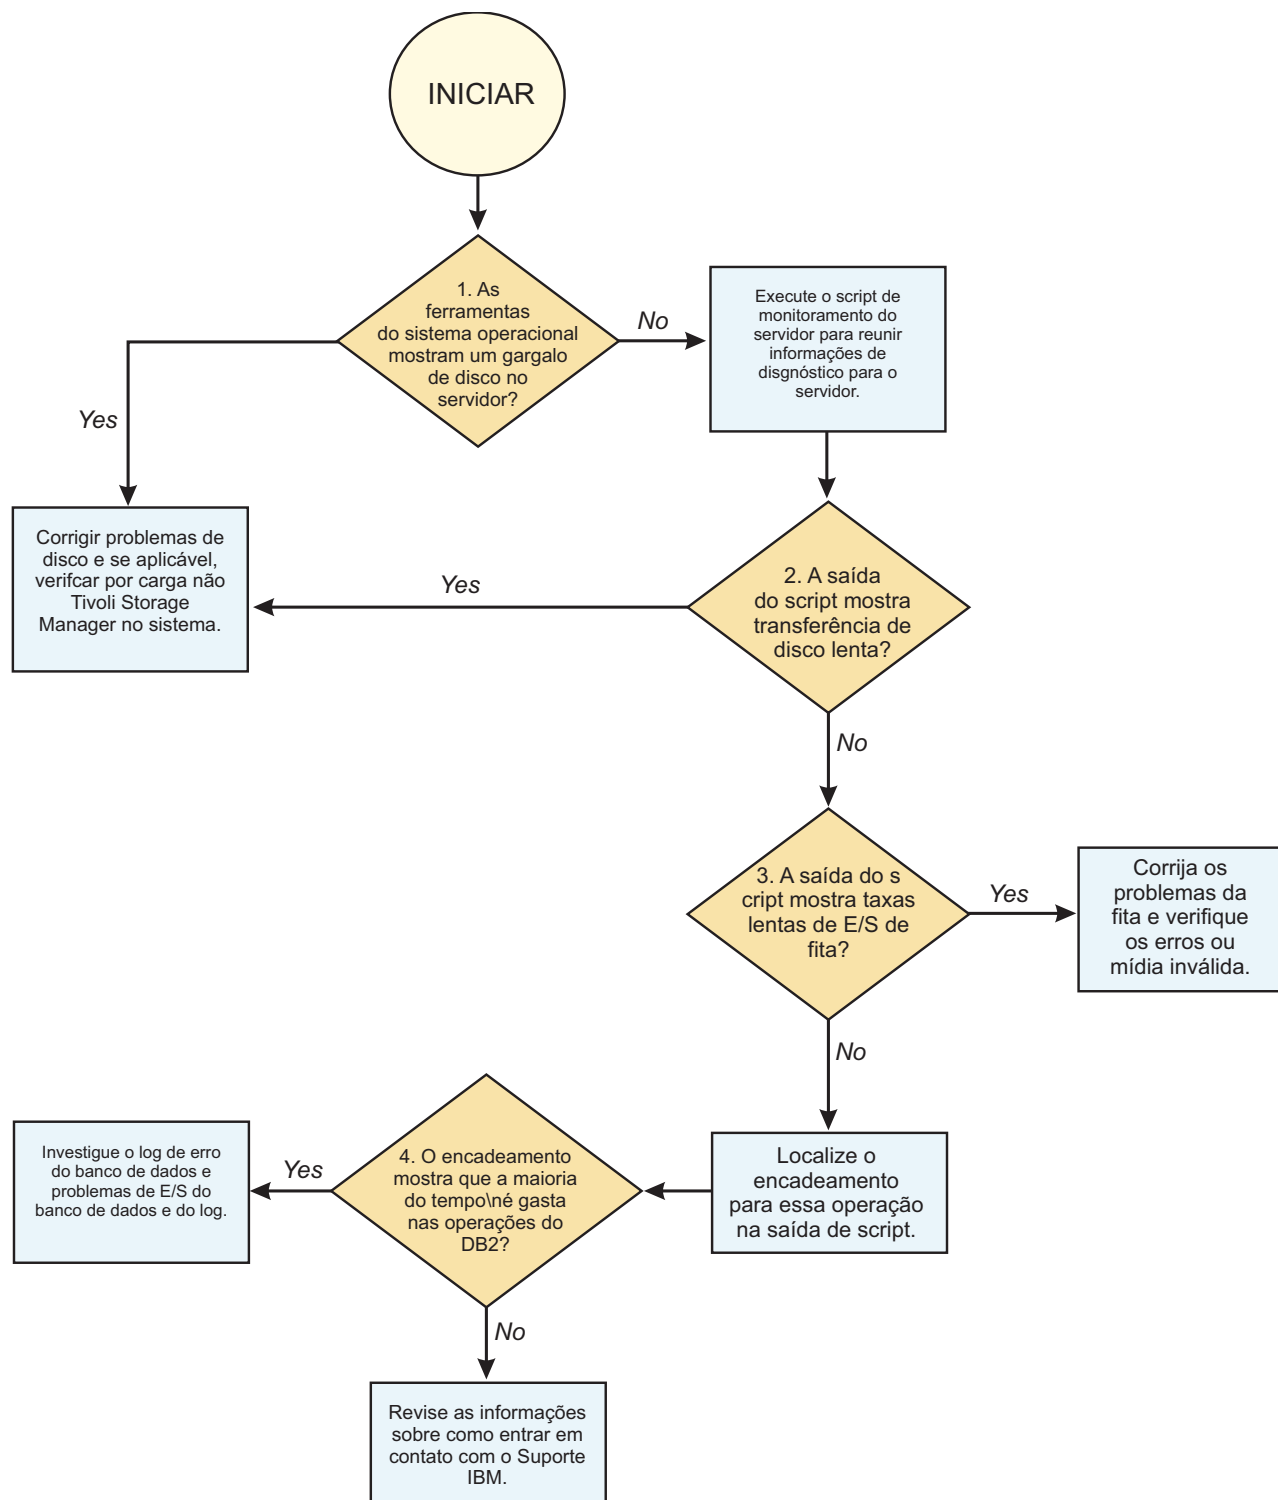 INICIAR
1. As
ferramentas
do sistema operacional
mostram um gargalo
de disco no
servidor?
No
Execute o script de
monitoramento do
servidor para reunir
informações de
disgnóstico para o
servidor.
Yes
Corrigir problemas de
disco e se aplicável,
verifcar por carga não
Tivoli Storage
Manager no sistema.
Yes
2. A saída
do script mostra
transferência de
disco lenta?
No
3. A saída do s
cript mostra taxas
lentas de E/S de
fita?
Yes
Corrija os
problemas da
fita e verifique
os erros ou
mídia inválida.
No
Localize o
encadeamento
para essa operação
na saída de script.
4. O encadeamento
mostra que a maioria
do tempo\né gasta
nas operações do
DB2?
Yes
Investigue o log de erro
do banco de dados e
problemas de E/S do
banco de dados e do log.
No
Revise as informações
sobre como entrar em
contato com o Suporte
IBM.